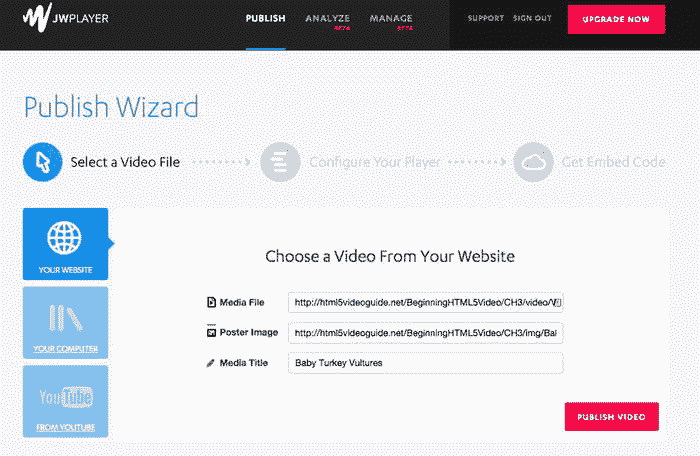 JWPLAYER
PUBLISH ANALYZE BETA MANAGE BETA SUPPORT SIGN OUT UPGRADE NOW
Publish Wizard
Select a Video File Configure Your Player Get Embed Code
YOUR WEBSITE
YOUR COMPUTER
YouTube
FROM YOUTUBE
Choose a Video From Your Website
Media File http://html5videoguide.net/BeginningHTML5Video/CH3/video/
Poster Image http://html5videoguide.net/BeginningHTML5Video/CH3/img/Bal
Media Title Baby Turkey Vultures
PUBLISH VIDEO